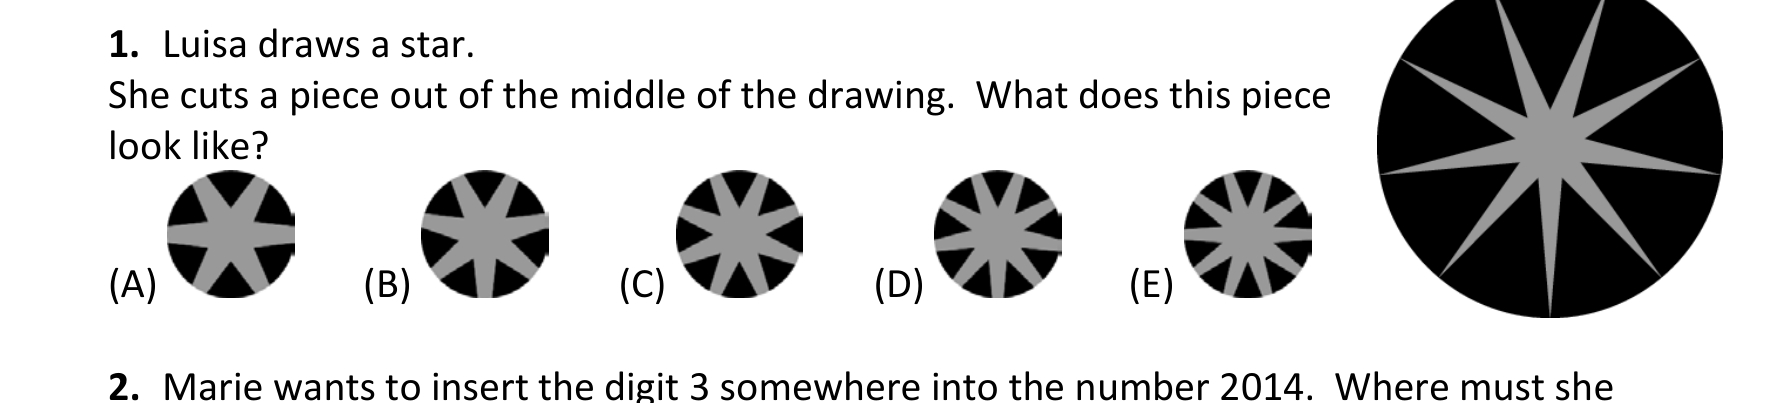 1. Luisa draws a star.
She cuts a piece out of the middle of the drawing. What does this piece
look like?
(A) (B) (C) (D) (E)
2. Marie wants to insert the digit 3 somewhere into the number 2014. Where must she